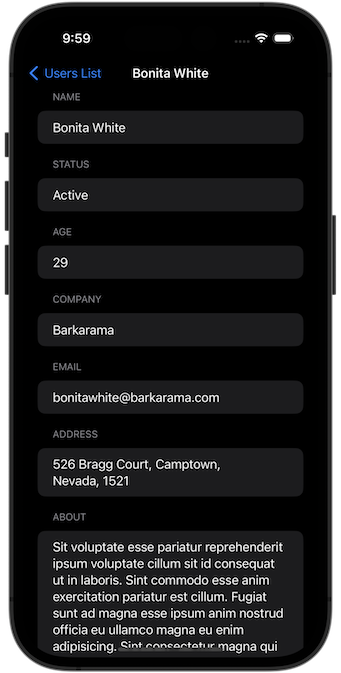 9:59
Users List
Bonita White
NAME
Bonita White
STATUS
Active
AGE
29
COMPANY
Barkarama
EMAIL
bonitawhite@barkarama.com
ADDRESS
526 Bragg Court, Camptown,
Nevada, 1521
ABOUT
Sit voluptate esse pariatur reprehenderit
ipsum voluptate cillum sit id consequat
ut in laboris. Sint commodo esse anim
exercitation pariatur est cillum. Fugiat
sunt ad magna esse ipsum anim nostrud
officia eu ullamco magna eu enim
adipisicing. Sint consectetur magna qui